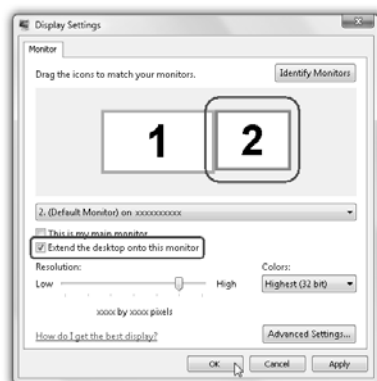 Display Settings
Monitor
Drag the icons to match your monitors.
Identify Monitors
1 2
2. (Default Monitor) on xxxxxxxxxx
This is my main monitor
Extend the desktop onto this monitor
Resolution:
Colors:
Low High
Highest (32 bit)
xxxx by xxxx pixels
How do I get the best display?
Advanced Settings...
OK Cancel Apply